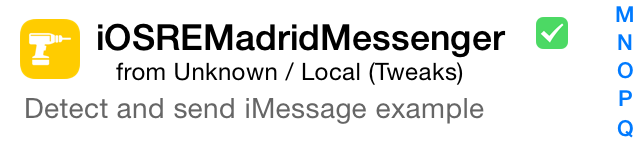 iOSREMadridMessenger
from Unknown / Local (Tweaks)
Detect and send iMessage example
M
N
O
P
Q